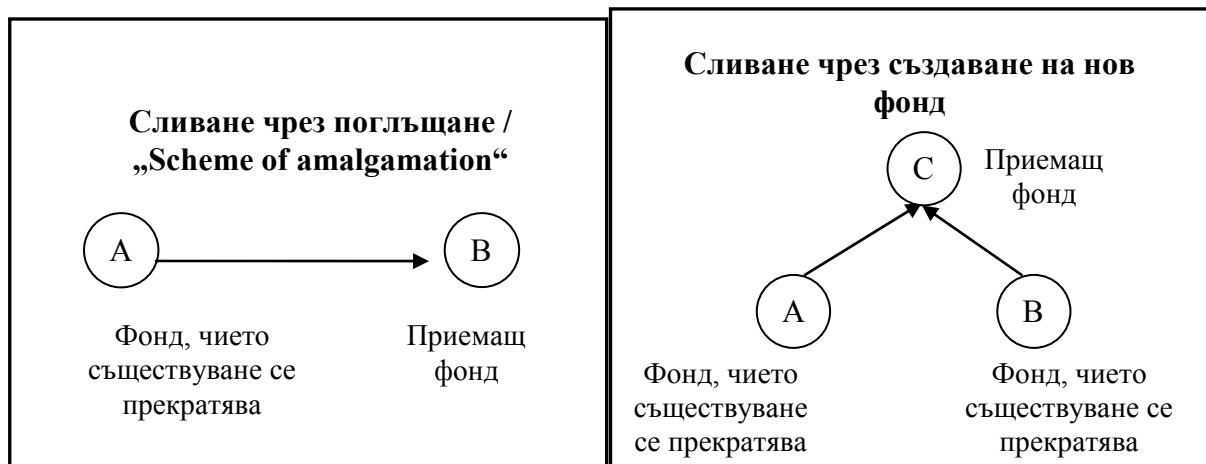 Сливане чрез поглъщане /
„Scheme of amalgamation“
A
B
Фонд, чието
съществуване се
прекратява
Приемащ
фонд
Сливане чрез създаване на нов
фонд
C
Приемащ
фонд
A
B
Фонд, чието
съществуване
се прекратява
Фонд, чието
съществуване се
прекратява